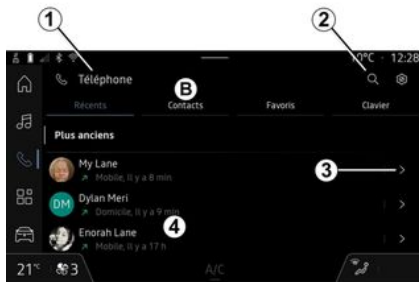 1
2
10°C 12:28
Téléphone
B
Récents Contacts Favoris Clavier
Plus anciens
My Lane
Mobile, Il y a 8 min
3
DM Dylan Meri
Domicile, Il y a 9 min
4
Enorah Lane
Mobile, Il y a 17 h
21°C 3 A/C